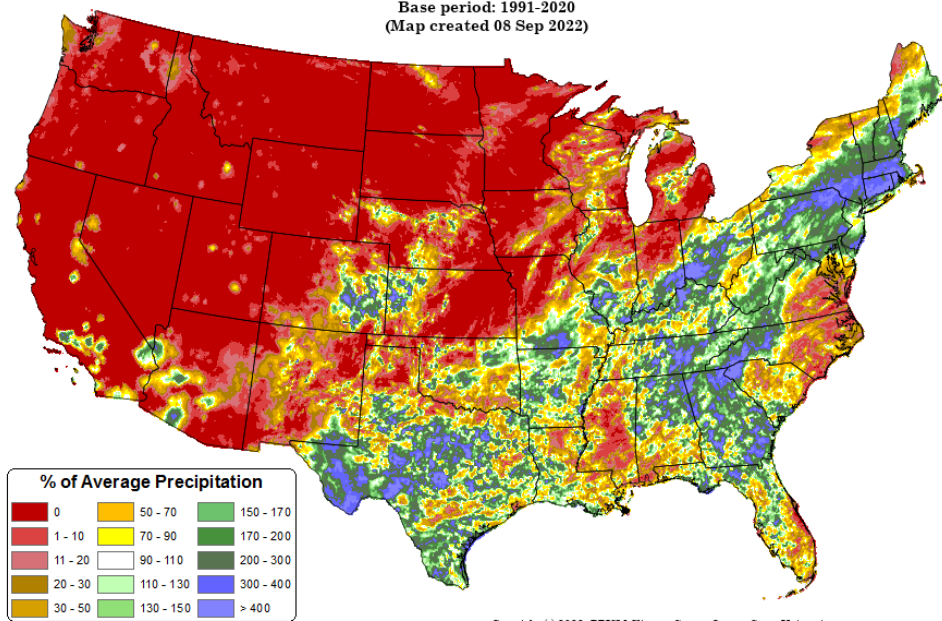 Base period: 1991-2020
(Map created 08 Sep 2022)
% of Average Precipitation
0
1 - 10
11 - 20
20 - 30
30 - 50
50 - 70
70 - 90
90 - 110
110 - 130
130 - 150
150 - 170
170 - 200
200 - 300
300 - 400
> 400